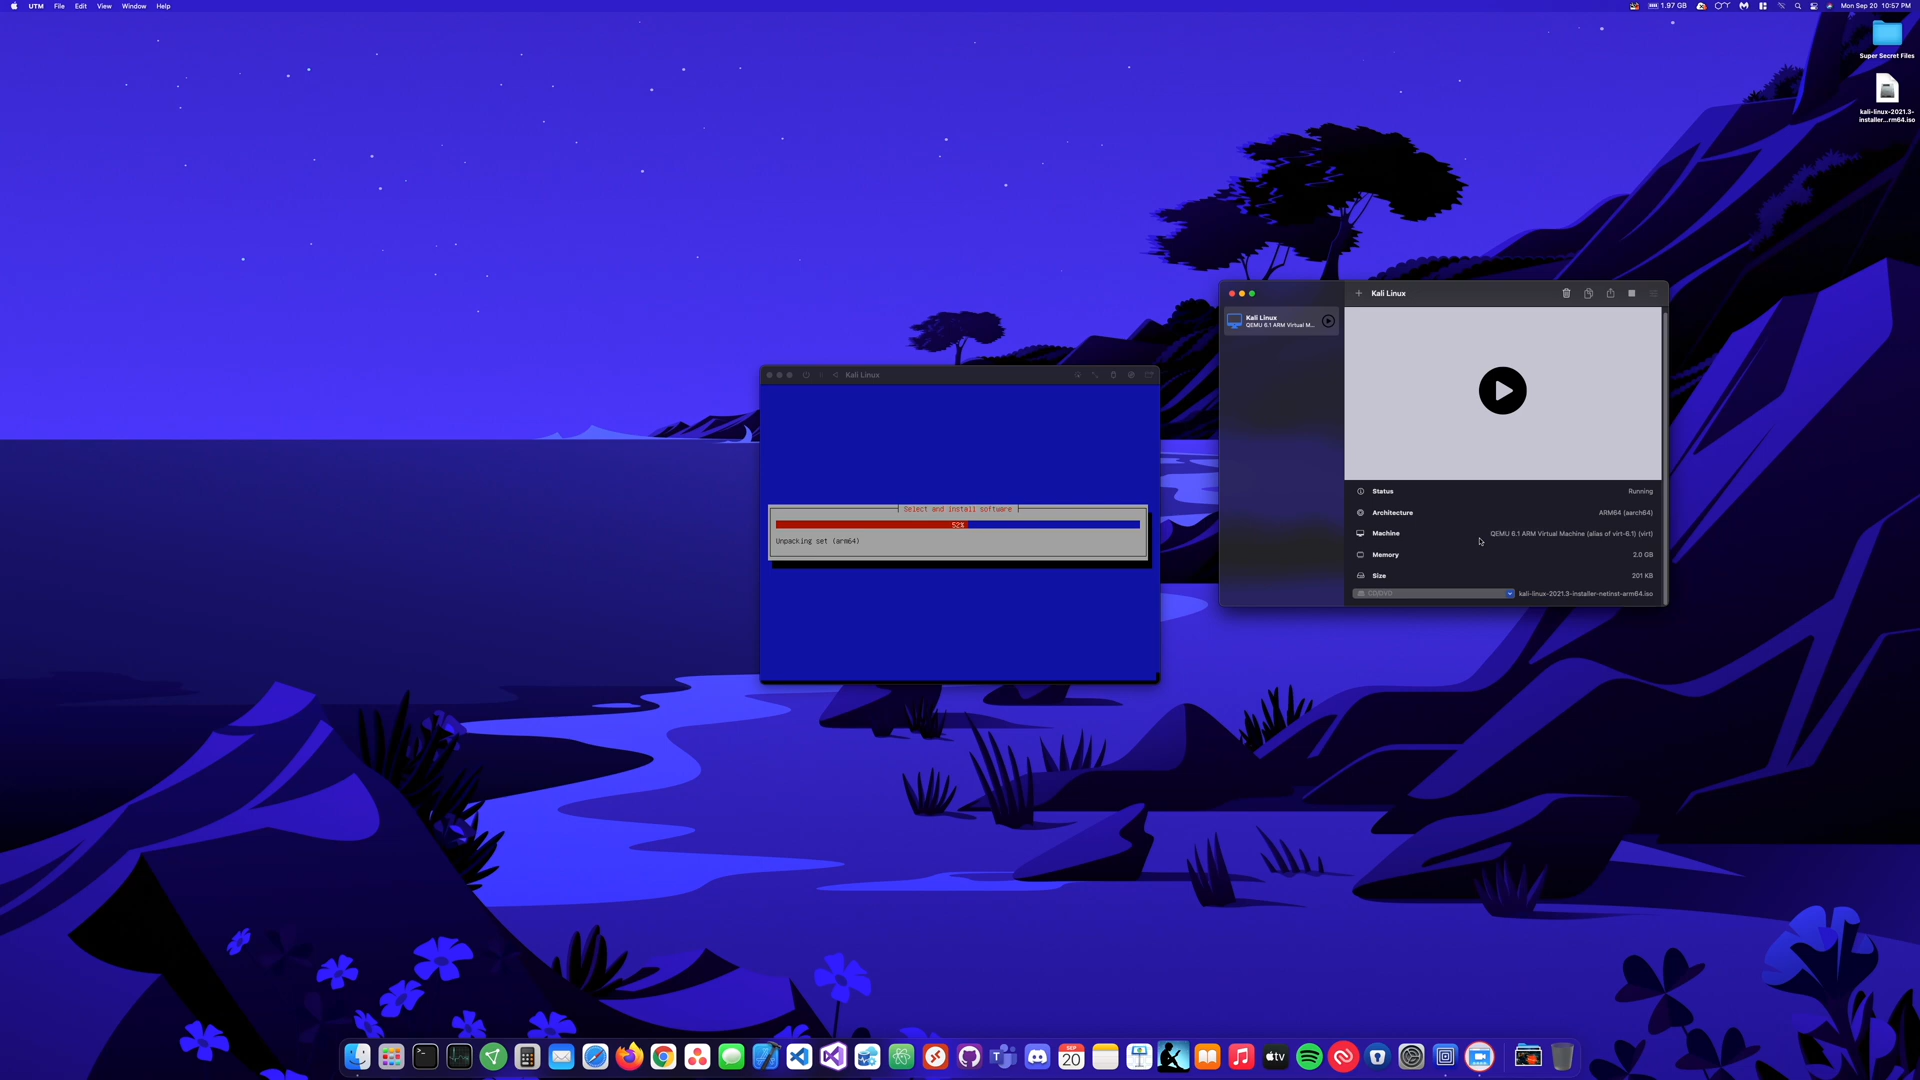 UTM File Edit View Window Help
1.97 GB
Mon Sep 20 10:57 PM
Super Secret Files
kali-linux-2021.3-
installer...rm64.iso
Kali Linux
Kali Linux
QEMU 6.1 ARM Virtual M...
Kali Linux
Select and install software
52%
Unpacking set (arm64)
Status Running
Architecture ARM64 (aarch64)
Machine QEMU 6.1 ARM Virtual Machine (alias of virt-6.1) (virt)
Memory 2.0 GB
Size 201 KB
CD/DVD kali-linux-2021.3-installer-netinst-arm64.iso
SEP
20
tv